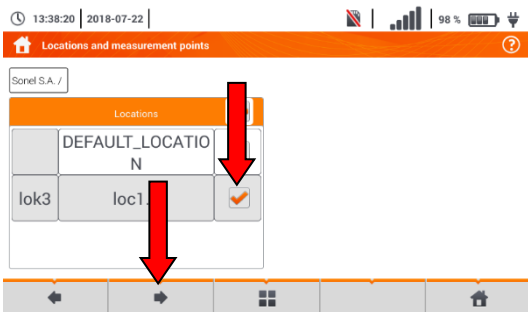 13:38:20 2018-07-22 98 %
Locations and measurement points
Sonel S.A. /
Locations
DEFAULT_LOCATIO
N
lok3 loc1.